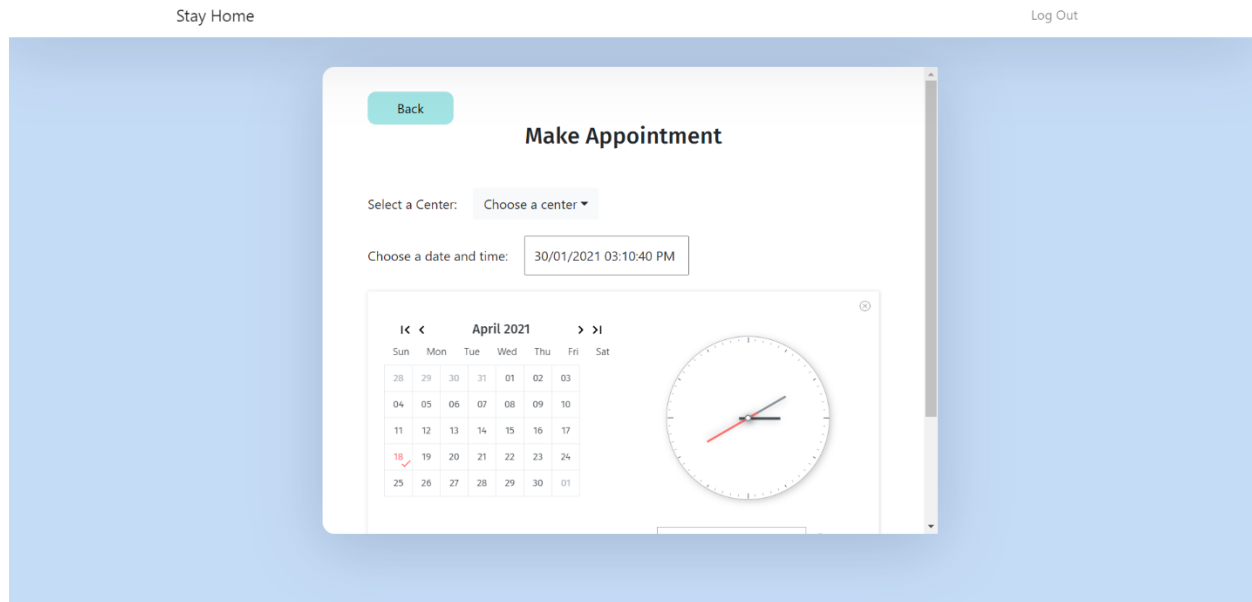 Stay Home Log Out
Back
Make Appointment
Select a Center: Choose a center
Choose a date and time: 30/01/2021 03:10:40 PM
April 2021
Sun Mon Tue Wed Thu Fri Sat
28 29 30 31 01 02 03
04 05 06 07 08 09 10
11 12 13 14 15 16 17
18 19 20 21 22 23 24
25 26 27 28 29 30 01